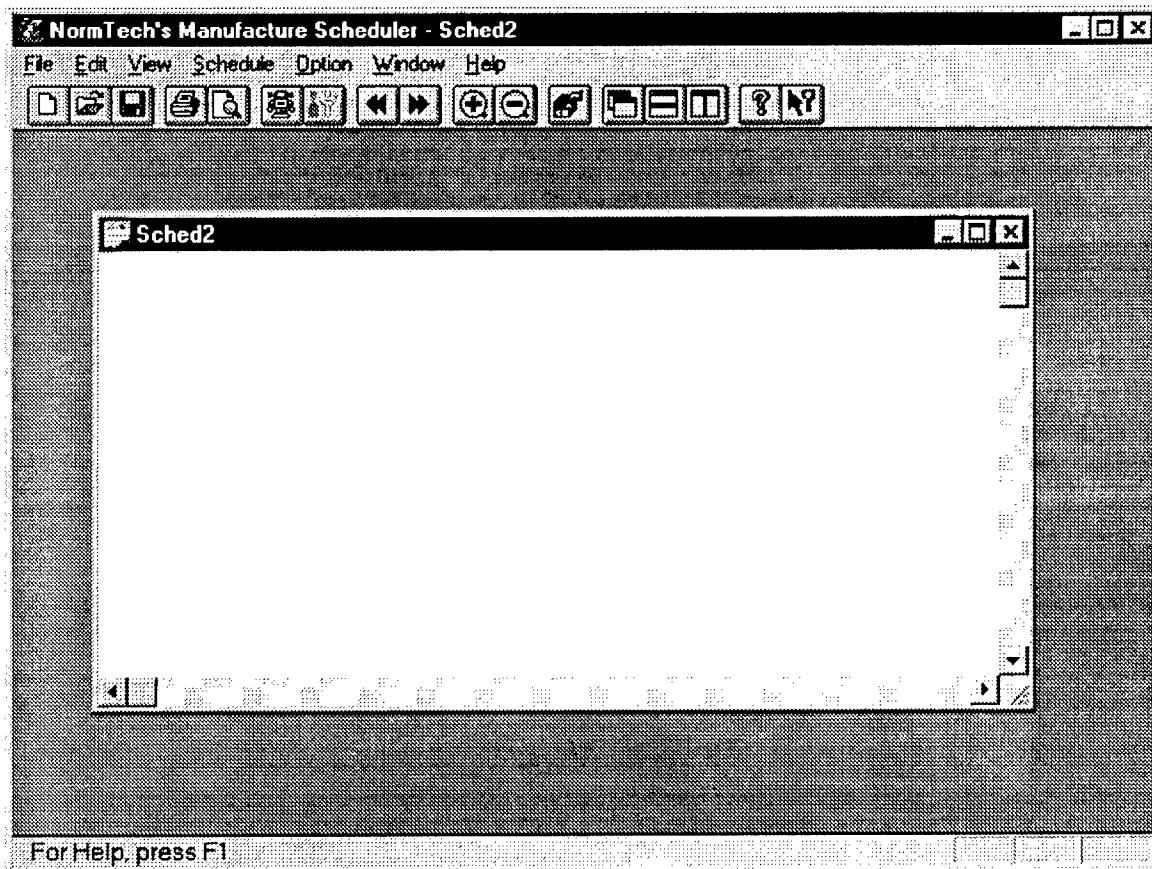 NormTech's Manufacture Scheduler - Sched2
File Edit View Schedule Option Window Help
Sched2
For Help, press F1